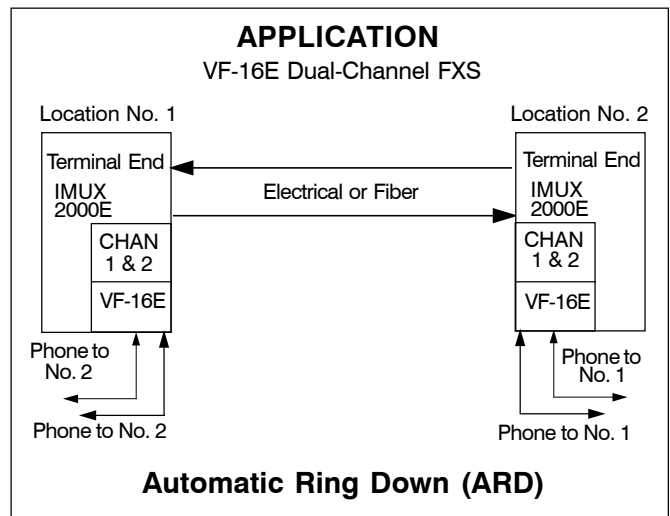 APPLICATION
VF-16E Dual-Channel FXS
Location No. 1
Terminal End
IMUX
2000E
CHAN
1 & 2
VF-16E
Phone to
No. 2
Phone to No. 2
Electrical or Fiber
Location No. 2
Terminal End
IMUX
2000E
CHAN
1 & 2
VF-16E
Phone to
No. 1
Phone to No. 1
Automatic Ring Down (ARD)